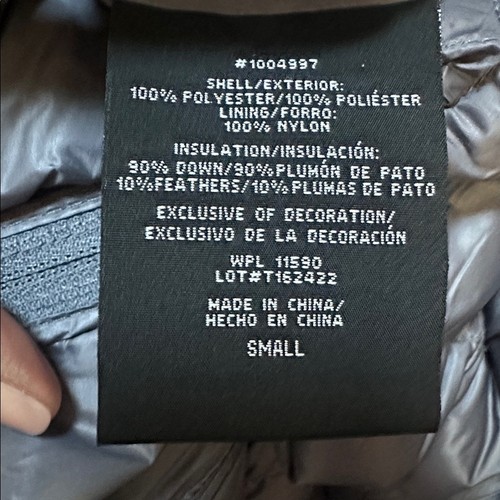 #1004997
SHELL/EXTERIOR:
100% POLYESTER/100% POLIÉSTER
LINING/FORRO:
100% NYLON
INSULATION/INSULACIÓN:
90% DOWN/90%PLUMÓN DE PATO
10%FEATHERS/10%PLUMAS DE PATO
EXCLUSIVE OF DECORATION/
EXCLUSIVO DE LA DECORACIÓN
WPL 11590
LOT#T162422
MADE IN CHINA/
HECHO EN CHINA
SMALL